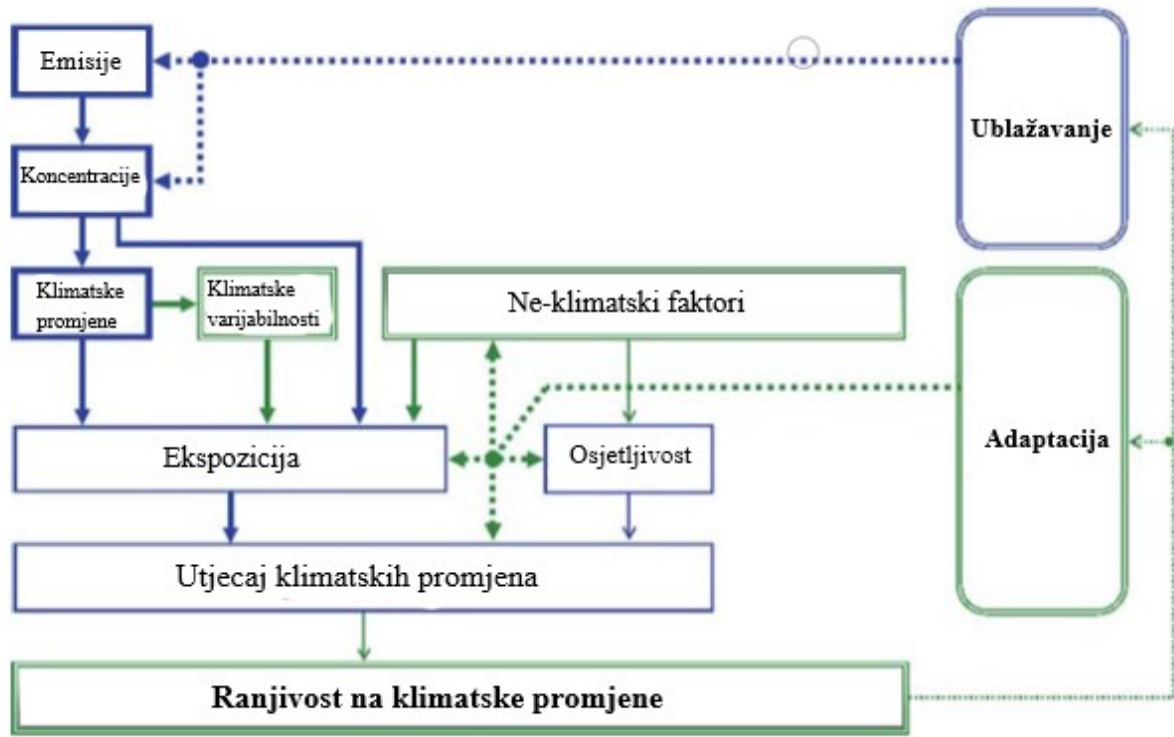 Emisije
Ublažavanje
Koncentracije
Klimatske
promjene
Klimatske
varijabilnosti
Ne-klimatski faktori
Adaptacija
Ekspozicija
Osjetljivost
Utjecaj klimatskih promjena
Ranjivost na klimatske promjene